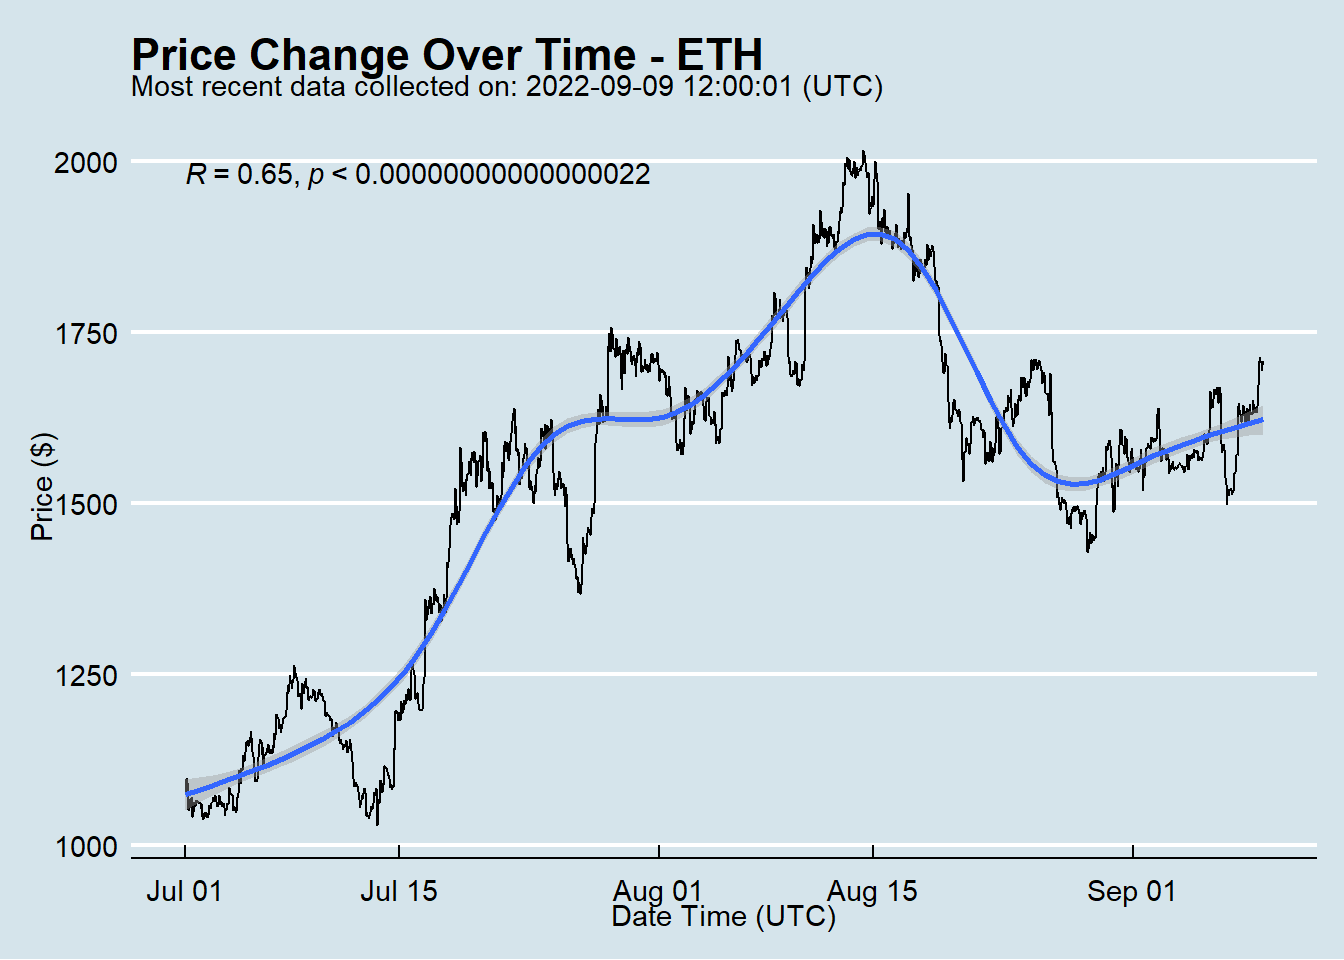 Price Change Over Time - ETH
Most recent data collected on: 2022-09-09 12:00:01 (UTC)
R = 0.65, p < 0.00000000000000022
2000
1750
1500
1250
1000
Price ($)
Jul 01 Jul 15 Aug 01 Aug 15 Sep 01
Date Time (UTC)